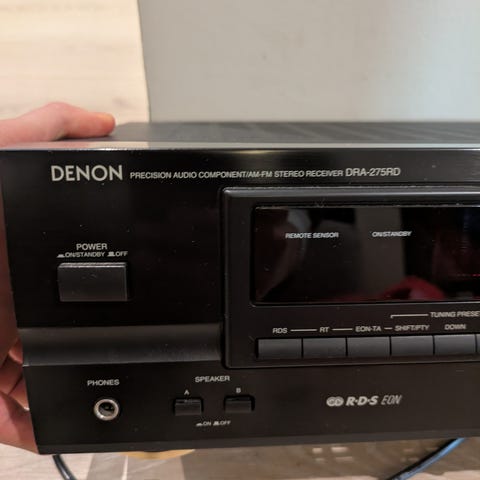 DENON PRECISION AUDIO COMPONENT/AM-FM STEREO RECEIVER DRA-275RD
REMOTE SENSOR ON/STANDBY
POWER
ON/STANDBY OFF
TUNING PRESET
RDS RT EON-TA SHIFT/PTY DOWN
PHONES
SPEAKER
A B
ON OFF
R·D·S EON